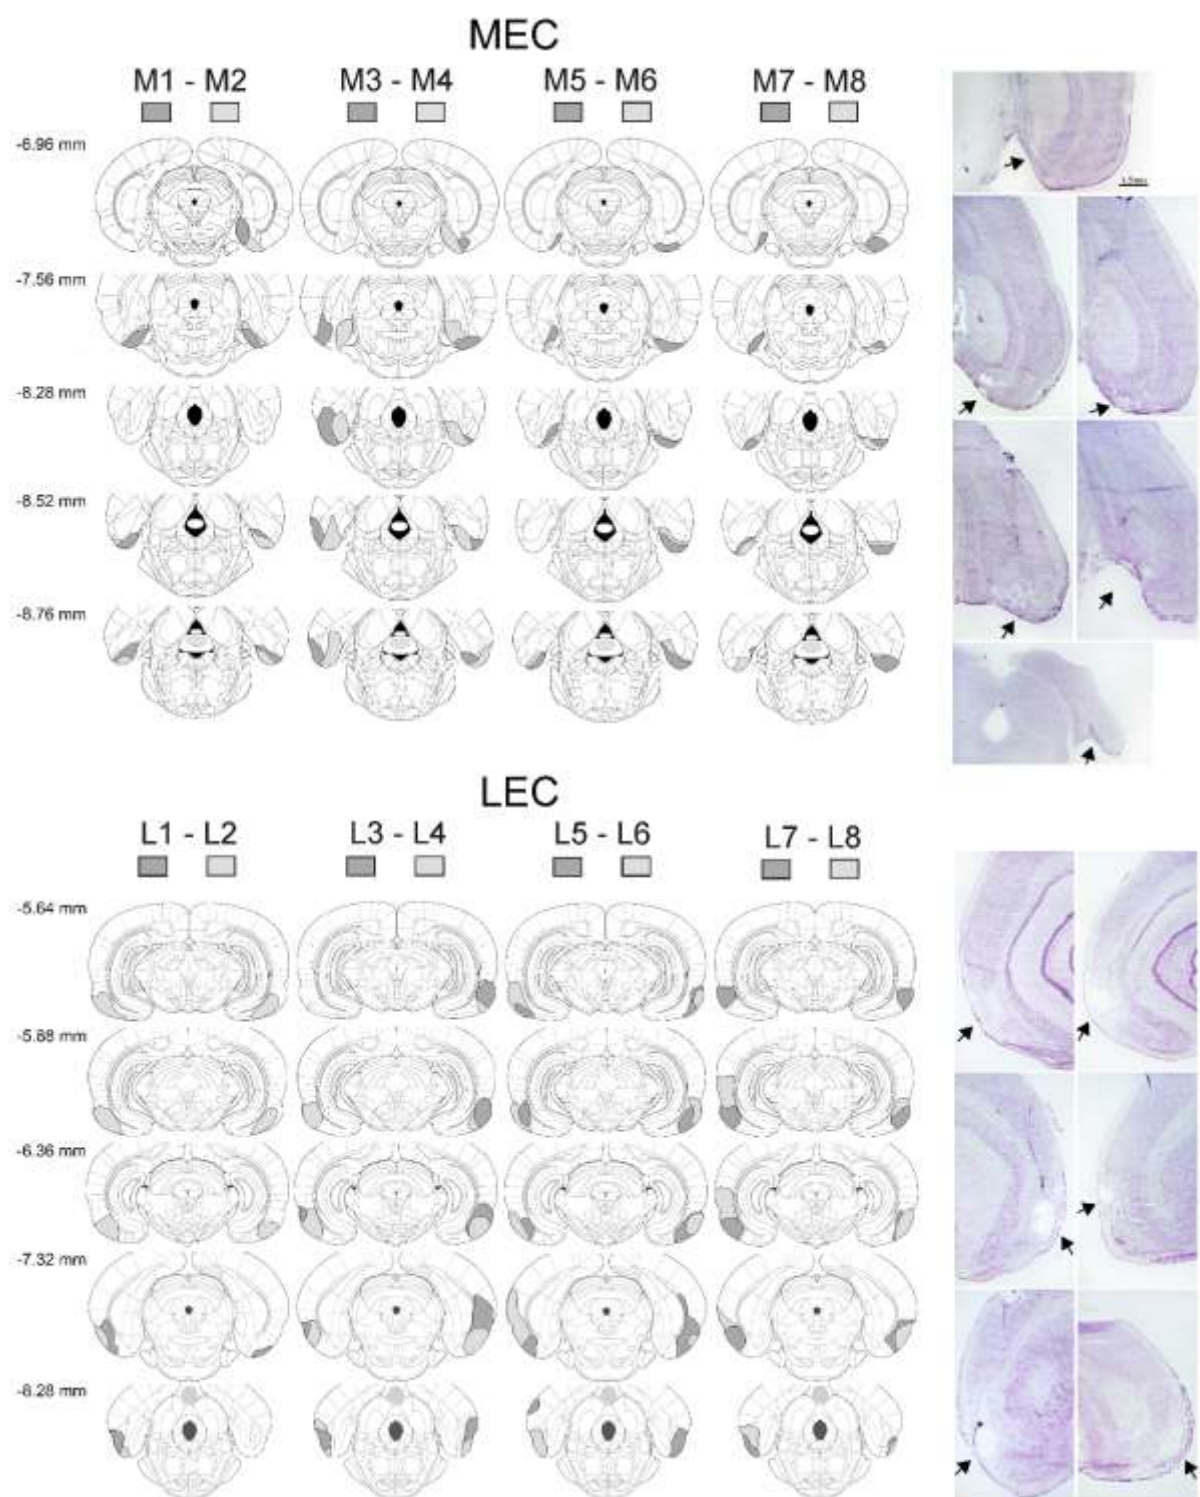 MEC
M1 - M2
M3 - M4
M5 - M6
M7 - M8
-6.96 mm
-7.56 mm
-8.28 mm
-8.52 mm
-8.76 mm
LEC
L1 - L2
L3 - L4
L5 - L6
L7 - L8
-5.64 mm
-5.88 mm
-6.36 mm
-7.32 mm
-8.28 mm